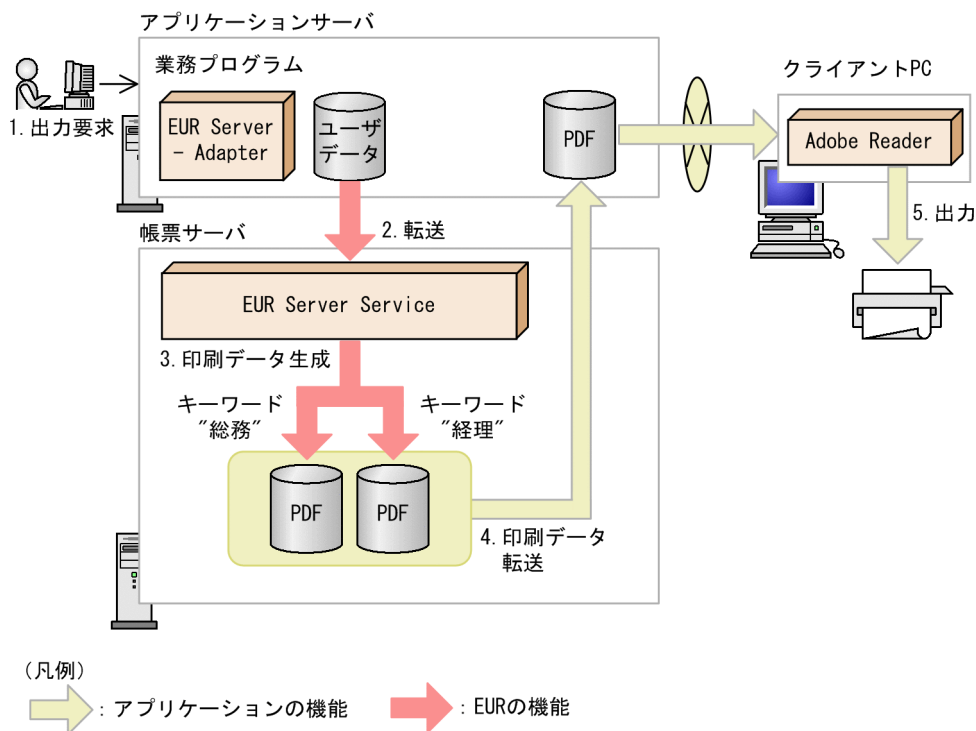 アプリケーションサーバ
業務プログラム
クライアントPC
1.出力要求
EUR Server
－ Adapter
ユーザ
データ
PDF
Adobe Reader
2.転送
5.出力
帳票サーバ
EUR Server Service
3.印刷データ生成
キーワード
"総務"
キーワード
"経理"
PDF
PDF
4.印刷データ
転送
（凡例）
：アプリケーションの機能
：EURの機能